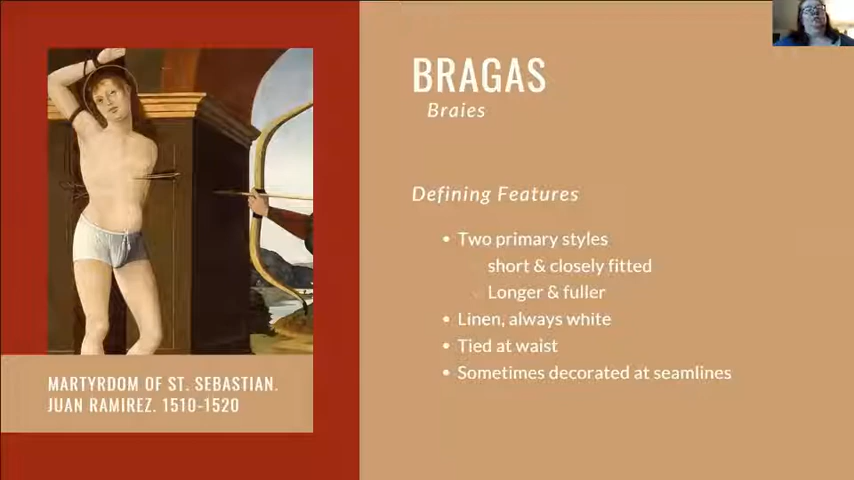 BRAGAS
Braies
Defining Features
• Two primary styles
short & closely fitted
Longer & fuller
• Linen, always white
• Tied at waist
• Sometimes decorated at seamlines
MARTYRDOM OF ST. SEBASTIAN.
JUAN RAMIREZ. 1510-1520